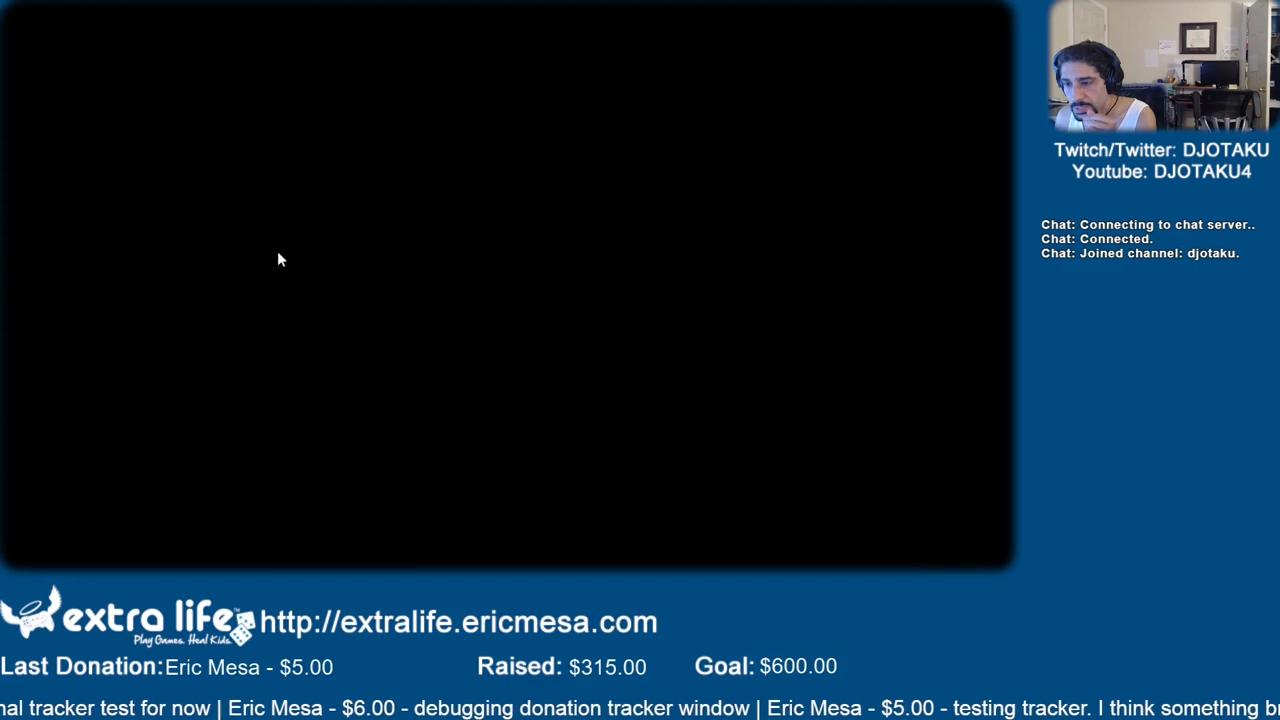 Twitch/Twitter: DJOTAKU
Youtube: DJOTAKU4
Chat: Connecting to chat server..
Chat: Connected.
Chat: Joined channel: djotaku.
extra life
Play Games. Heal Kids.
http://extralife.ericmesa.com
Last Donation: Eric Mesa - $5.00 Raised: $315.00 Goal: $600.00
nal tracker test for now | Eric Mesa - $6.00 - debugging donation tracker window | Eric Mesa - $5.00 - testing tracker. I think something bu